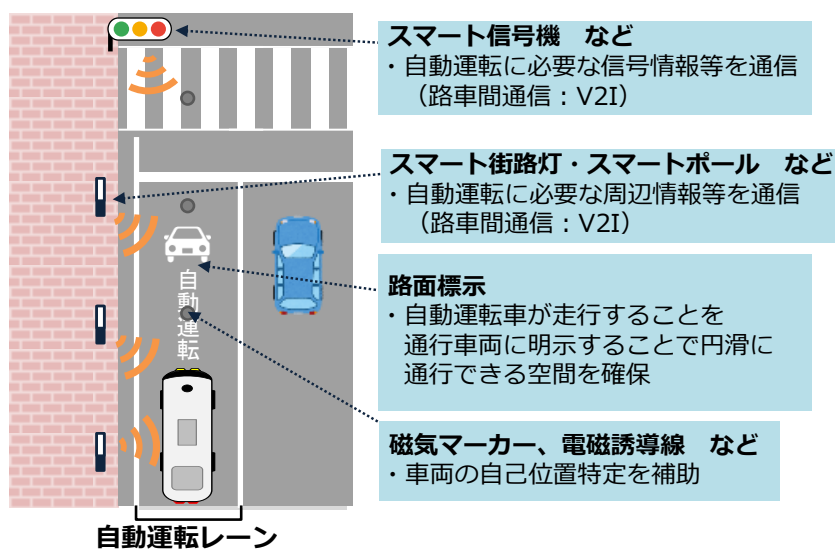 スマート信号機　など
・自動運転に必要な信号情報等を通信
（路車間通信：V2I）
スマート街路灯・スマートポール　など
・自動運転に必要な周辺情報等を通信
（路車間通信：V2I）
路面標示
・自動運転車が走行することを
通行車両に明示することで円滑に
通行できる空間を確保
自動運転
磁気マーカー、電磁誘導線　など
・車両の自己位置特定を補助
自動運転レーン